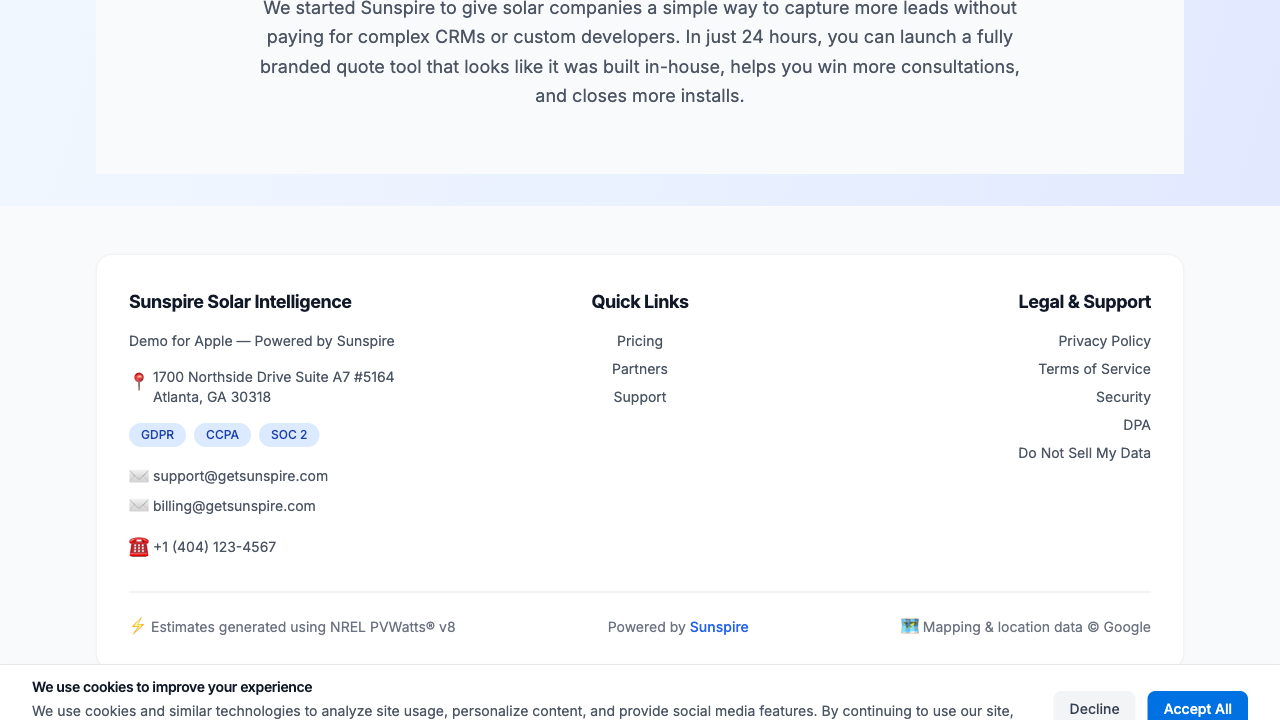 We started Sunspire to give solar companies a simple way to capture more leads without
paying for complex CRMs or custom developers. In just 24 hours, you can launch a fully
branded quote tool that looks like it was built in-house, helps you win more consultations,
and closes more installs.
Sunspire Solar Intelligence
Demo for Apple — Powered by Sunspire
1700 Northside Drive Suite A7 #5164
Atlanta, GA 30318
GDPR CCPA SOC 2
support@getsunspire.com
billing@getsunspire.com
+1 (404) 123-4567
Quick Links
Pricing
Partners
Support
Legal & Support
Privacy Policy
Terms of Service
Security
DPA
Do Not Sell My Data
Estimates generated using NREL PVWatts® v8
Powered by Sunspire
Mapping & location data © Google
We use cookies to improve your experience
We use cookies and similar technologies to analyze site usage, personalize content, and provide social media features. By continuing to use our site,
Decline
Accept All